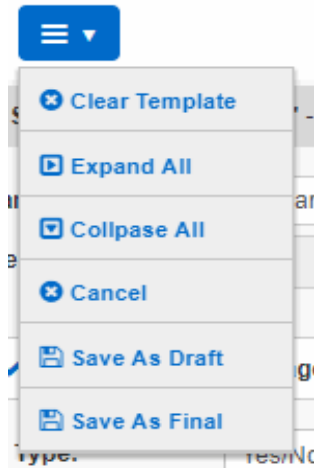 Clear Template
Expand All
Collpase All
Cancel
Save As Draft
Save As Final
Type:
Yes/No